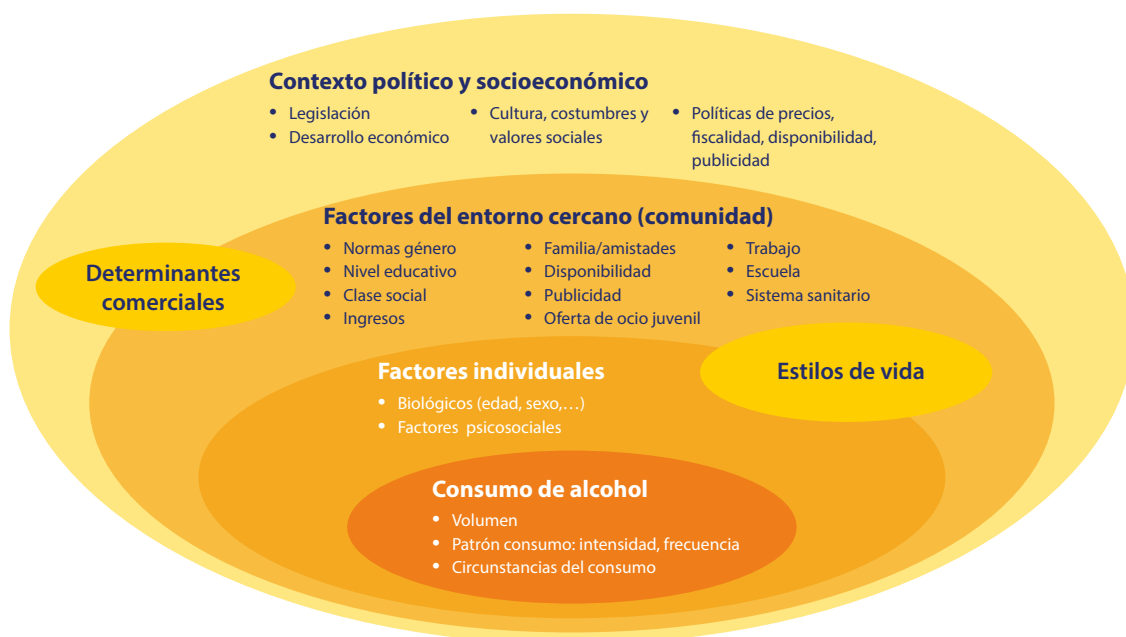 Contexto político y socioeconómico
• Legislación
• Desarrollo económico
• Cultura, costumbres y
valores sociales
• Políticas de precios,
fiscalidad, disponibilidad,
publicidad
Factores del entorno cercano (comunidad)
• Normas género
• Nivel educativo
• Clase social
• Ingresos
• Familia/amistades
• Disponibilidad
• Publicidad
• Oferta de ocio juvenil
• Trabajo
• Escuela
• Sistema sanitario
Determinantes
comerciales
Estilos de vida
Factores individuales
• Biológicos (edad, sexo,...)
• Factores psicosociales
Consumo de alcohol
• Volumen
• Patrón consumo: intensidad, frecuencia
• Circunstancias del consumo